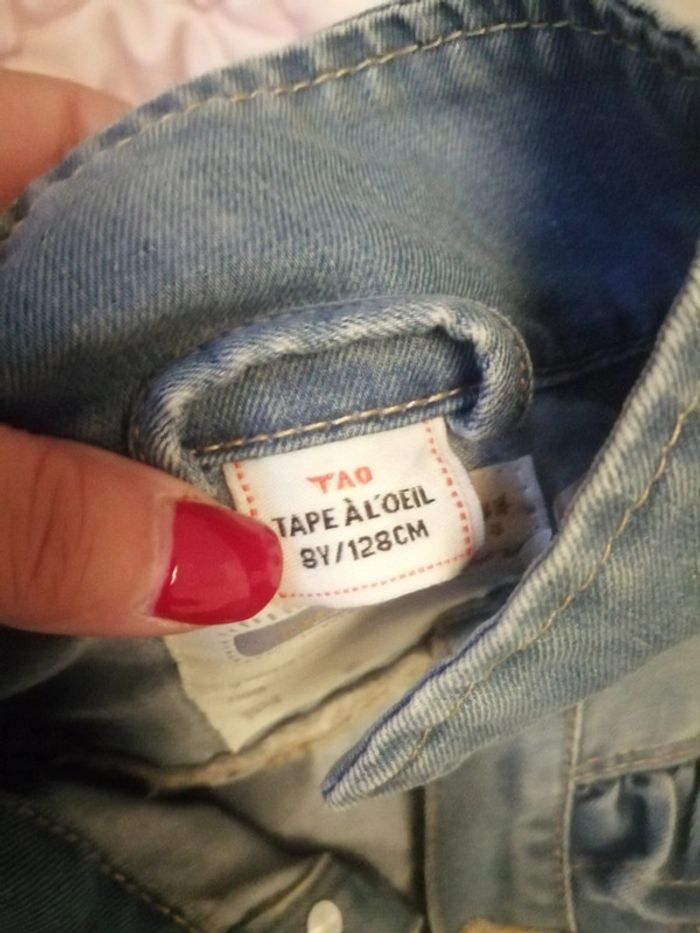 TAO
TAPE À L'OEIL
8Y/128CM